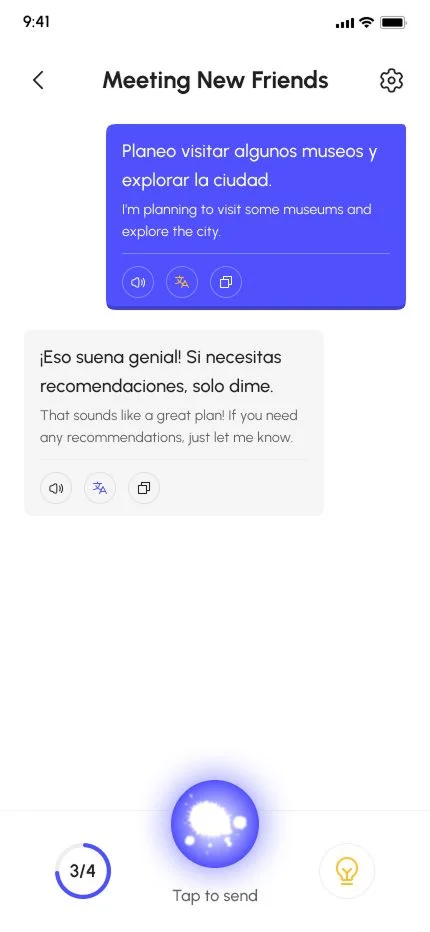 9:41
Meeting New Friends
Planeo visitar algunos museos y
explorar la ciudad.
I'm planning to visit some museums and
explore the city.
¡Eso suena genial! Si necesitas
recomendaciones, solo dime.
That sounds like a great plan! If you need
any recommendations, just let me know.
3/4
Tap to send